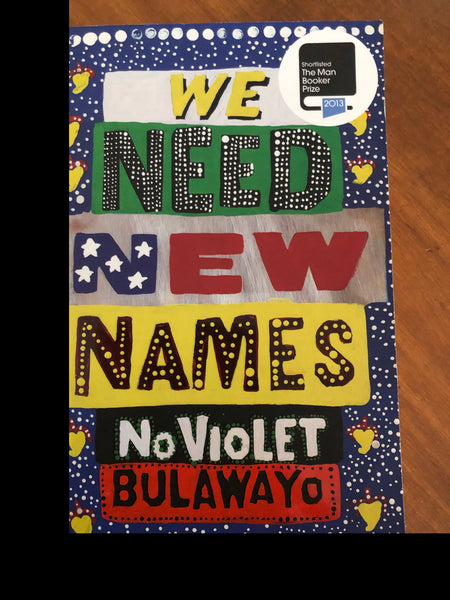 Shortlisted
The Man
Booker
Prize
2013
WE
NEED
NEW
NAMES
NoVIOLET
BULAWAYO